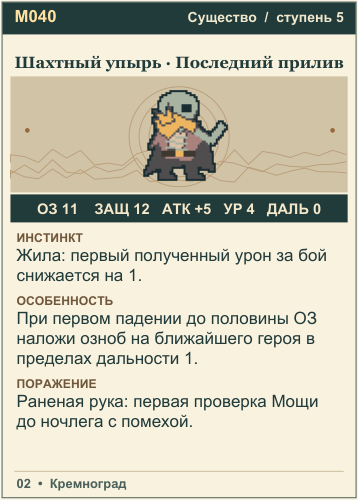 M040
Существо / ступень 5
Шахтный упырь · Последний прилив
ОЗ 11 ЗАЩ 12 АТК +5 УР 4 ДАЛЬ 0
ИНСТИНКТ
Жила: первый полученный урон за бой
снижается на 1.
ОСОБЕННОСТЬ
При первом падении до половины ОЗ
наложи озноб на ближайшего героя в
пределах дальности 1.
ПОРАЖЕНИЕ
Раненая рука: первая проверка Мощи
до ночлега с помехой.
02 • Кремноград